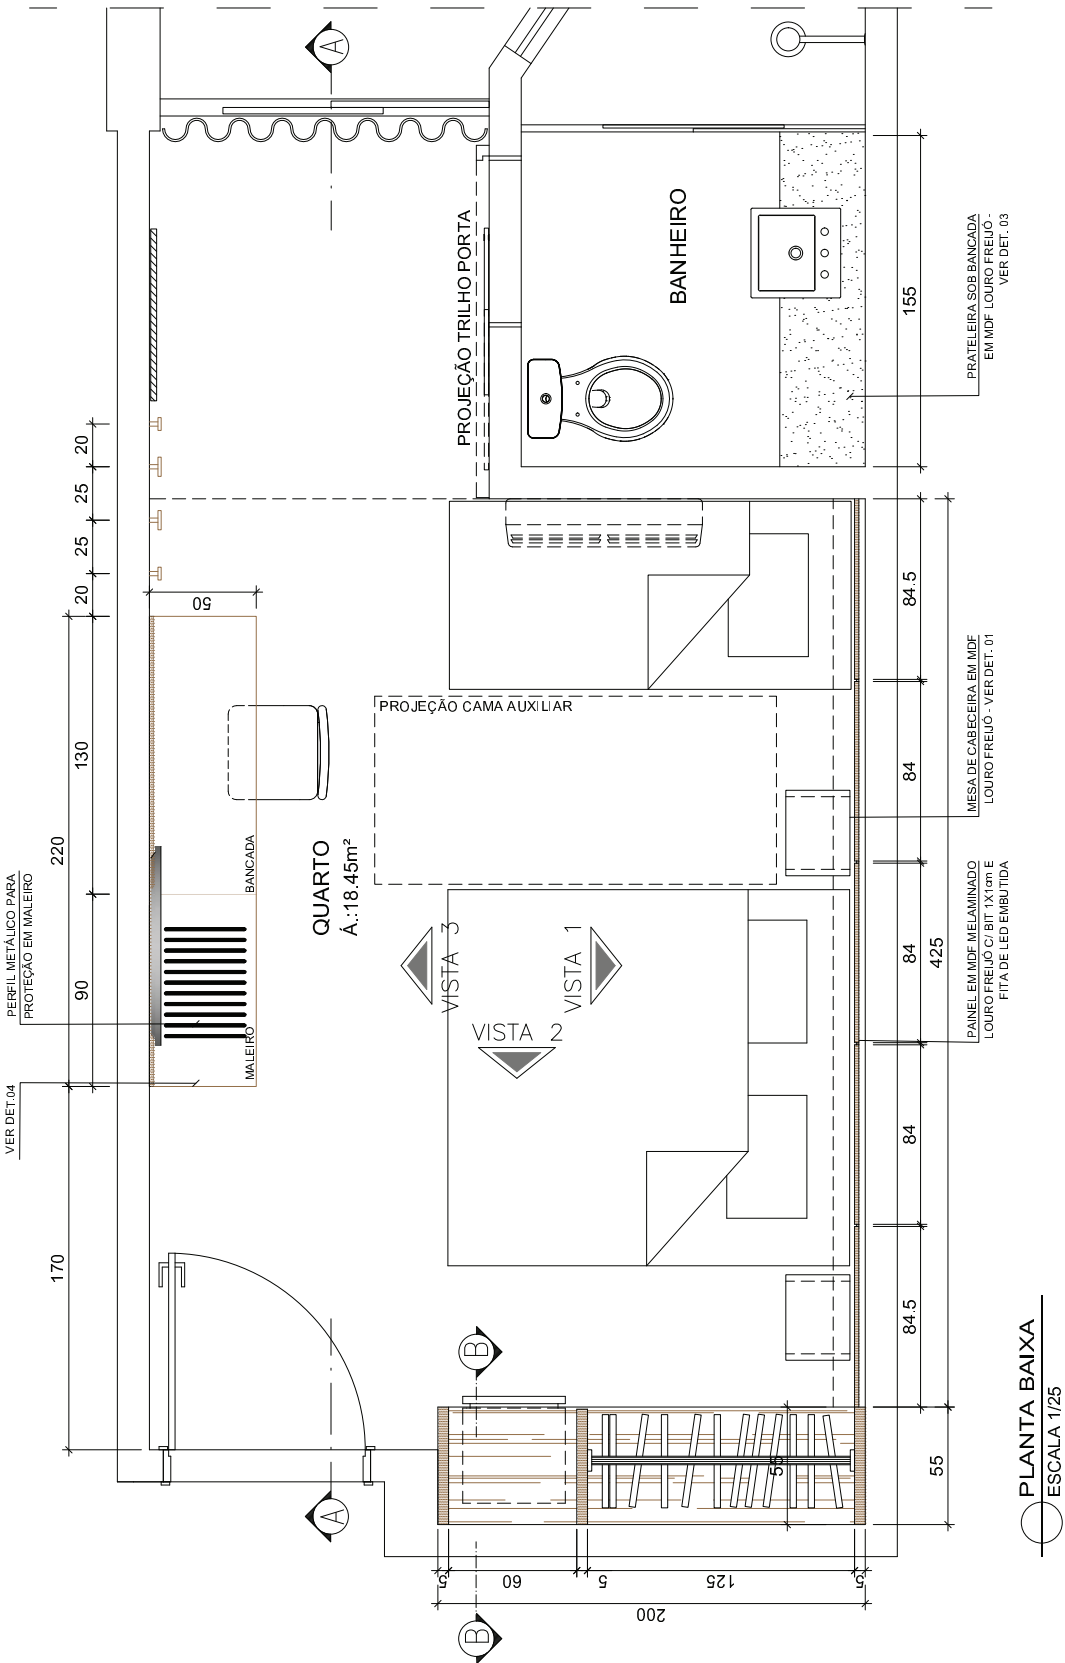 A
PROJEÇÃO TRILHO PORTA
BANHEIRO
155
PRATELEIRA SOB BANCADA
EM MDF LOURO FREIJÓ -
VER DET. 03
20
25
25
20
50
220
130
90
170
PROJEÇÃO CAMA AUXILIAR
84.5
84
84
84
84.5
425
55
MESA DE CABECEIRA EM MDF
LOURO FREIJÓ - VER DET. 01
PERFIL METÁLICO PARA
PROTEÇÃO EM MALEIRO
BANCADA
MALEIRO
VER DET.04
QUARTO
Á.:18.45m²
VISTA 3
VISTA 1
VISTA 2
PAINEL EM MDF MELAMINADO
LOURO FREIJÓ C/ BIT 1X1cm E
FITA DE LED EMBUTIDA
B
A
55
5
60
5
125
5
200
B
PLANTA BAIXA
ESCALA 1/25